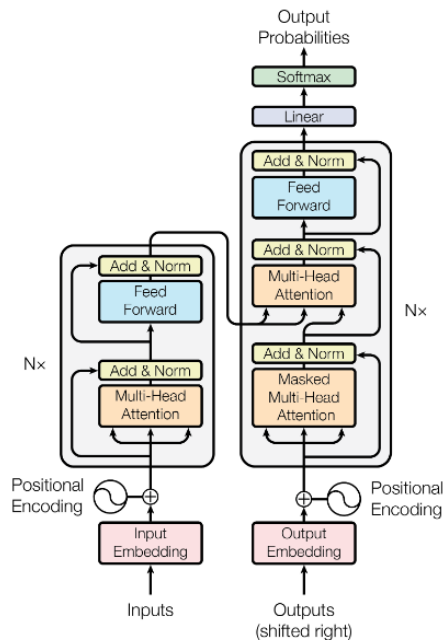 Output
Probabilities
Softmax
Linear
Add & Norm
Feed
Forward
Add & Norm
Multi-Head
Attention
Add & Norm
Masked
Multi-Head
Attention
N×
Positional
Encoding
Output
Embedding
Outputs
(shifted right)
Add & Norm
Feed
Forward
Add & Norm
Multi-Head
Attention
N×
Positional
Encoding
Input
Embedding
Inputs